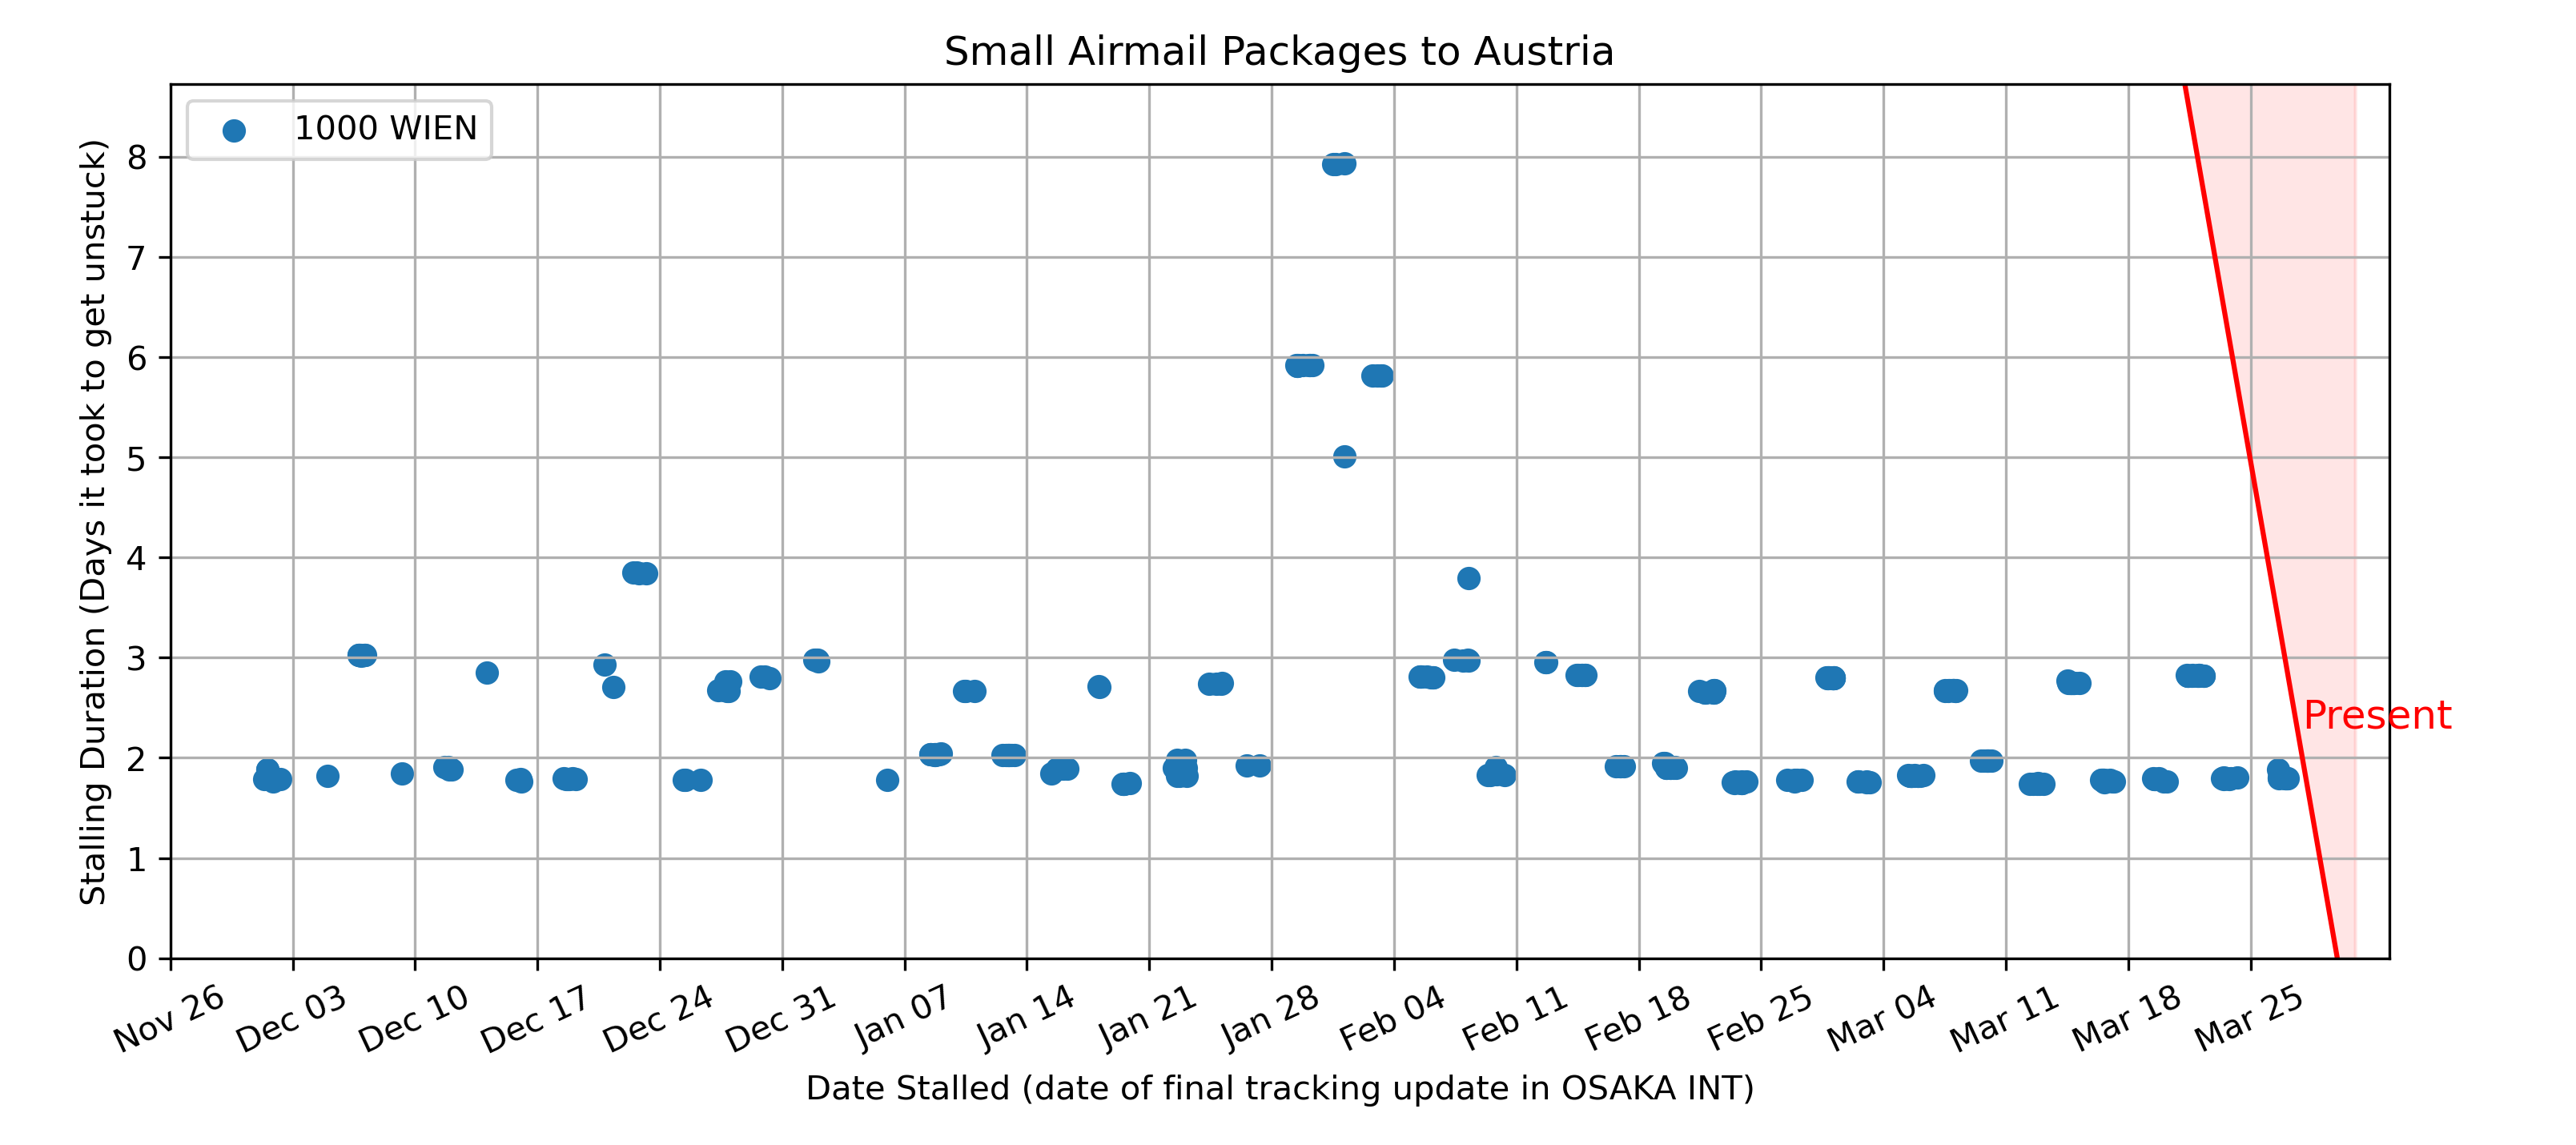 Small Airmail Packages to Austria
1000 WIEN
Stalling Duration (Days it took to get unstuck)
8
7
6
5
4
3
2
1
0
Present
Nov 26
Dec 03
Dec 10
Dec 17
Dec 24
Dec 31
Jan 07
Jan 14
Jan 21
Jan 28
Feb 04
Feb 11
Feb 18
Feb 25
Mar 04
Mar 11
Mar 18
Mar 25
Date Stalled (date of final tracking update in OSAKA INT)